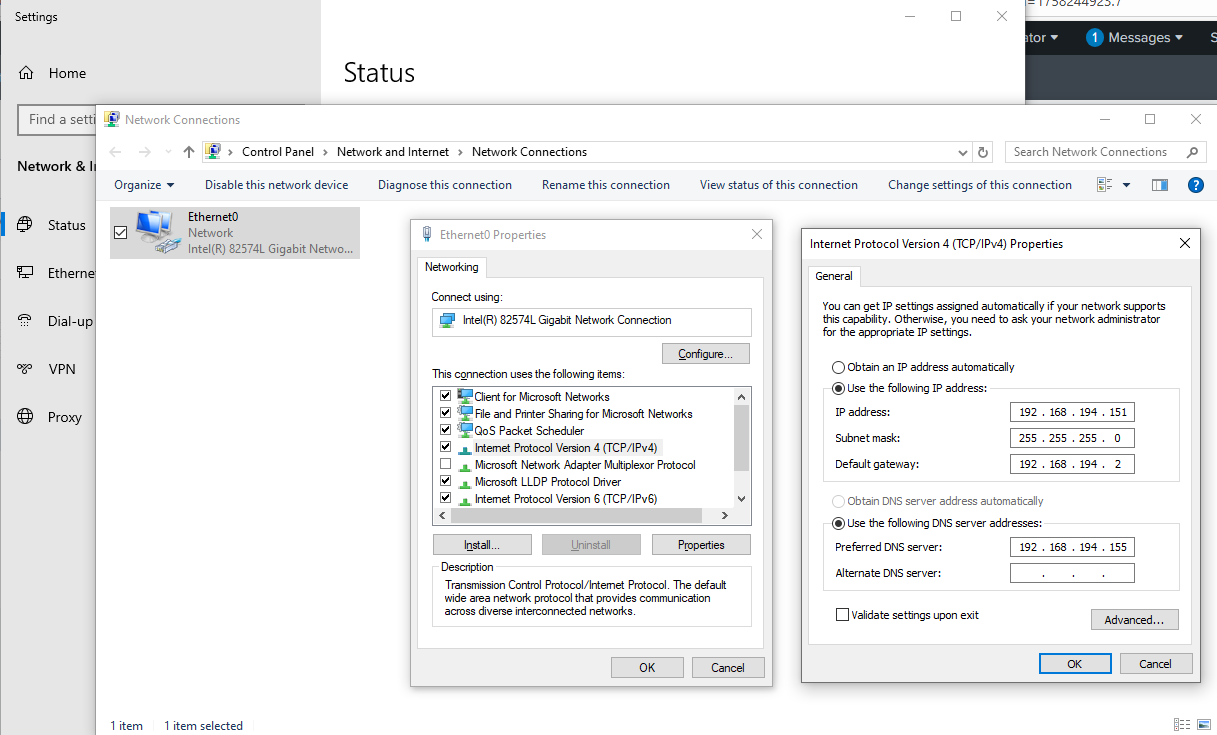 Settings
=1758244923.7
ator
1 Messages
S
Home
Status
Find a setti
Network & I
Status
Etherne
Dial-up
VPN
Proxy
Network Connections
Control Panel > Network and Internet > Network Connections
Search Network Connections
Organize
Disable this network device
Diagnose this connection
Rename this connection
View status of this connection
Change settings of this connection
Ethernet0
Network
Intel(R) 82574L Gigabit Netwo...
Ethernet0 Properties
Networking
Connect using:
Intel(R) 82574L Gigabit Network Connection
Configure...
This connection uses the following items:
Client for Microsoft Networks
File and Printer Sharing for Microsoft Networks
QoS Packet Scheduler
Internet Protocol Version 4 (TCP/IPv4)
Microsoft Network Adapter Multiplexor Protocol
Microsoft LLDP Protocol Driver
Internet Protocol Version 6 (TCP/IPv6)
Install...
Uninstall
Properties
Description
Transmission Control Protocol/Internet Protocol. The default
wide area network protocol that provides communication
across diverse interconnected networks.
OK
Cancel
Internet Protocol Version 4 (TCP/IPv4) Properties
General
You can get IP settings assigned automatically if your network supports
this capability. Otherwise, you need to ask your network administrator
for the appropriate IP settings.
Obtain an IP address automatically
Use the following IP address:
IP address: 192 . 168 . 194 . 151
Subnet mask: 255 . 255 . 255 . 0
Default gateway: 192 . 168 . 194 . 2
Obtain DNS server address automatically
Use the following DNS server addresses:
Preferred DNS server: 192 . 168 . 194 . 155
Alternate DNS server: . . .
Validate settings upon exit
Advanced...
OK
Cancel
1 item
1 item selected